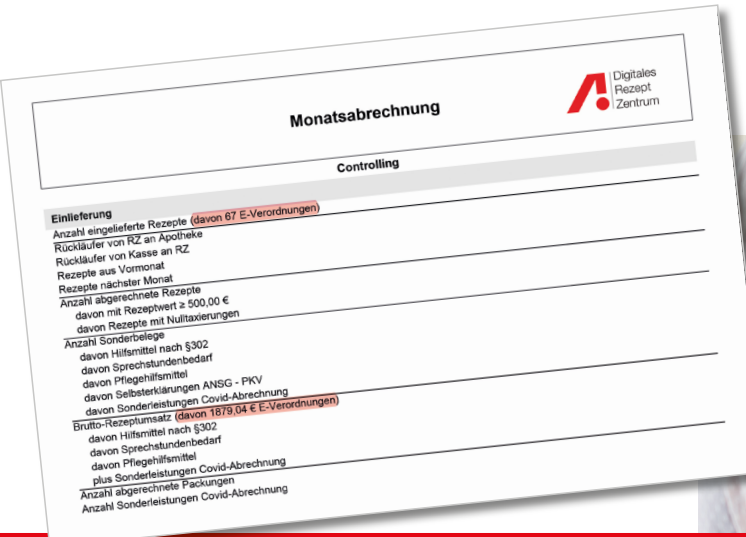 Monatsabrechnung
Digitales
Rezept
Zentrum
Controlling
Einlieferung
Anzahl eingelieferte Rezepte (davon 67 E-Verordnungen)
Rückläufer von RZ an Apotheke
Rückläufer von Kasse an RZ
Rezepte aus Vormonat
Rezepte nächster Monat
Anzahl abgerechnete Rezepte
davon mit Rezeptwert ≥ 500,00 €
davon Rezepte mit Nulltaxierungen
Anzahl Sonderbelege
davon Hilfsmittel nach §302
davon Sprechstundenbedarf
davon Pflegehilfsmittel
davon Selbsterklärungen ANSG - PKV
davon Sonderleistungen Covid-Abrechnung
Brutto-Rezeptumsatz (davon 1879,04 € E-Verordnungen)
davon Hilfsmittel nach §302
davon Sprechstundenbedarf
davon Pflegehilfsmittel
plus Sonderleistungen Covid-Abrechnung
Anzahl abgerechnete Packungen
Anzahl Sonderleistungen Covid-Abrechnung